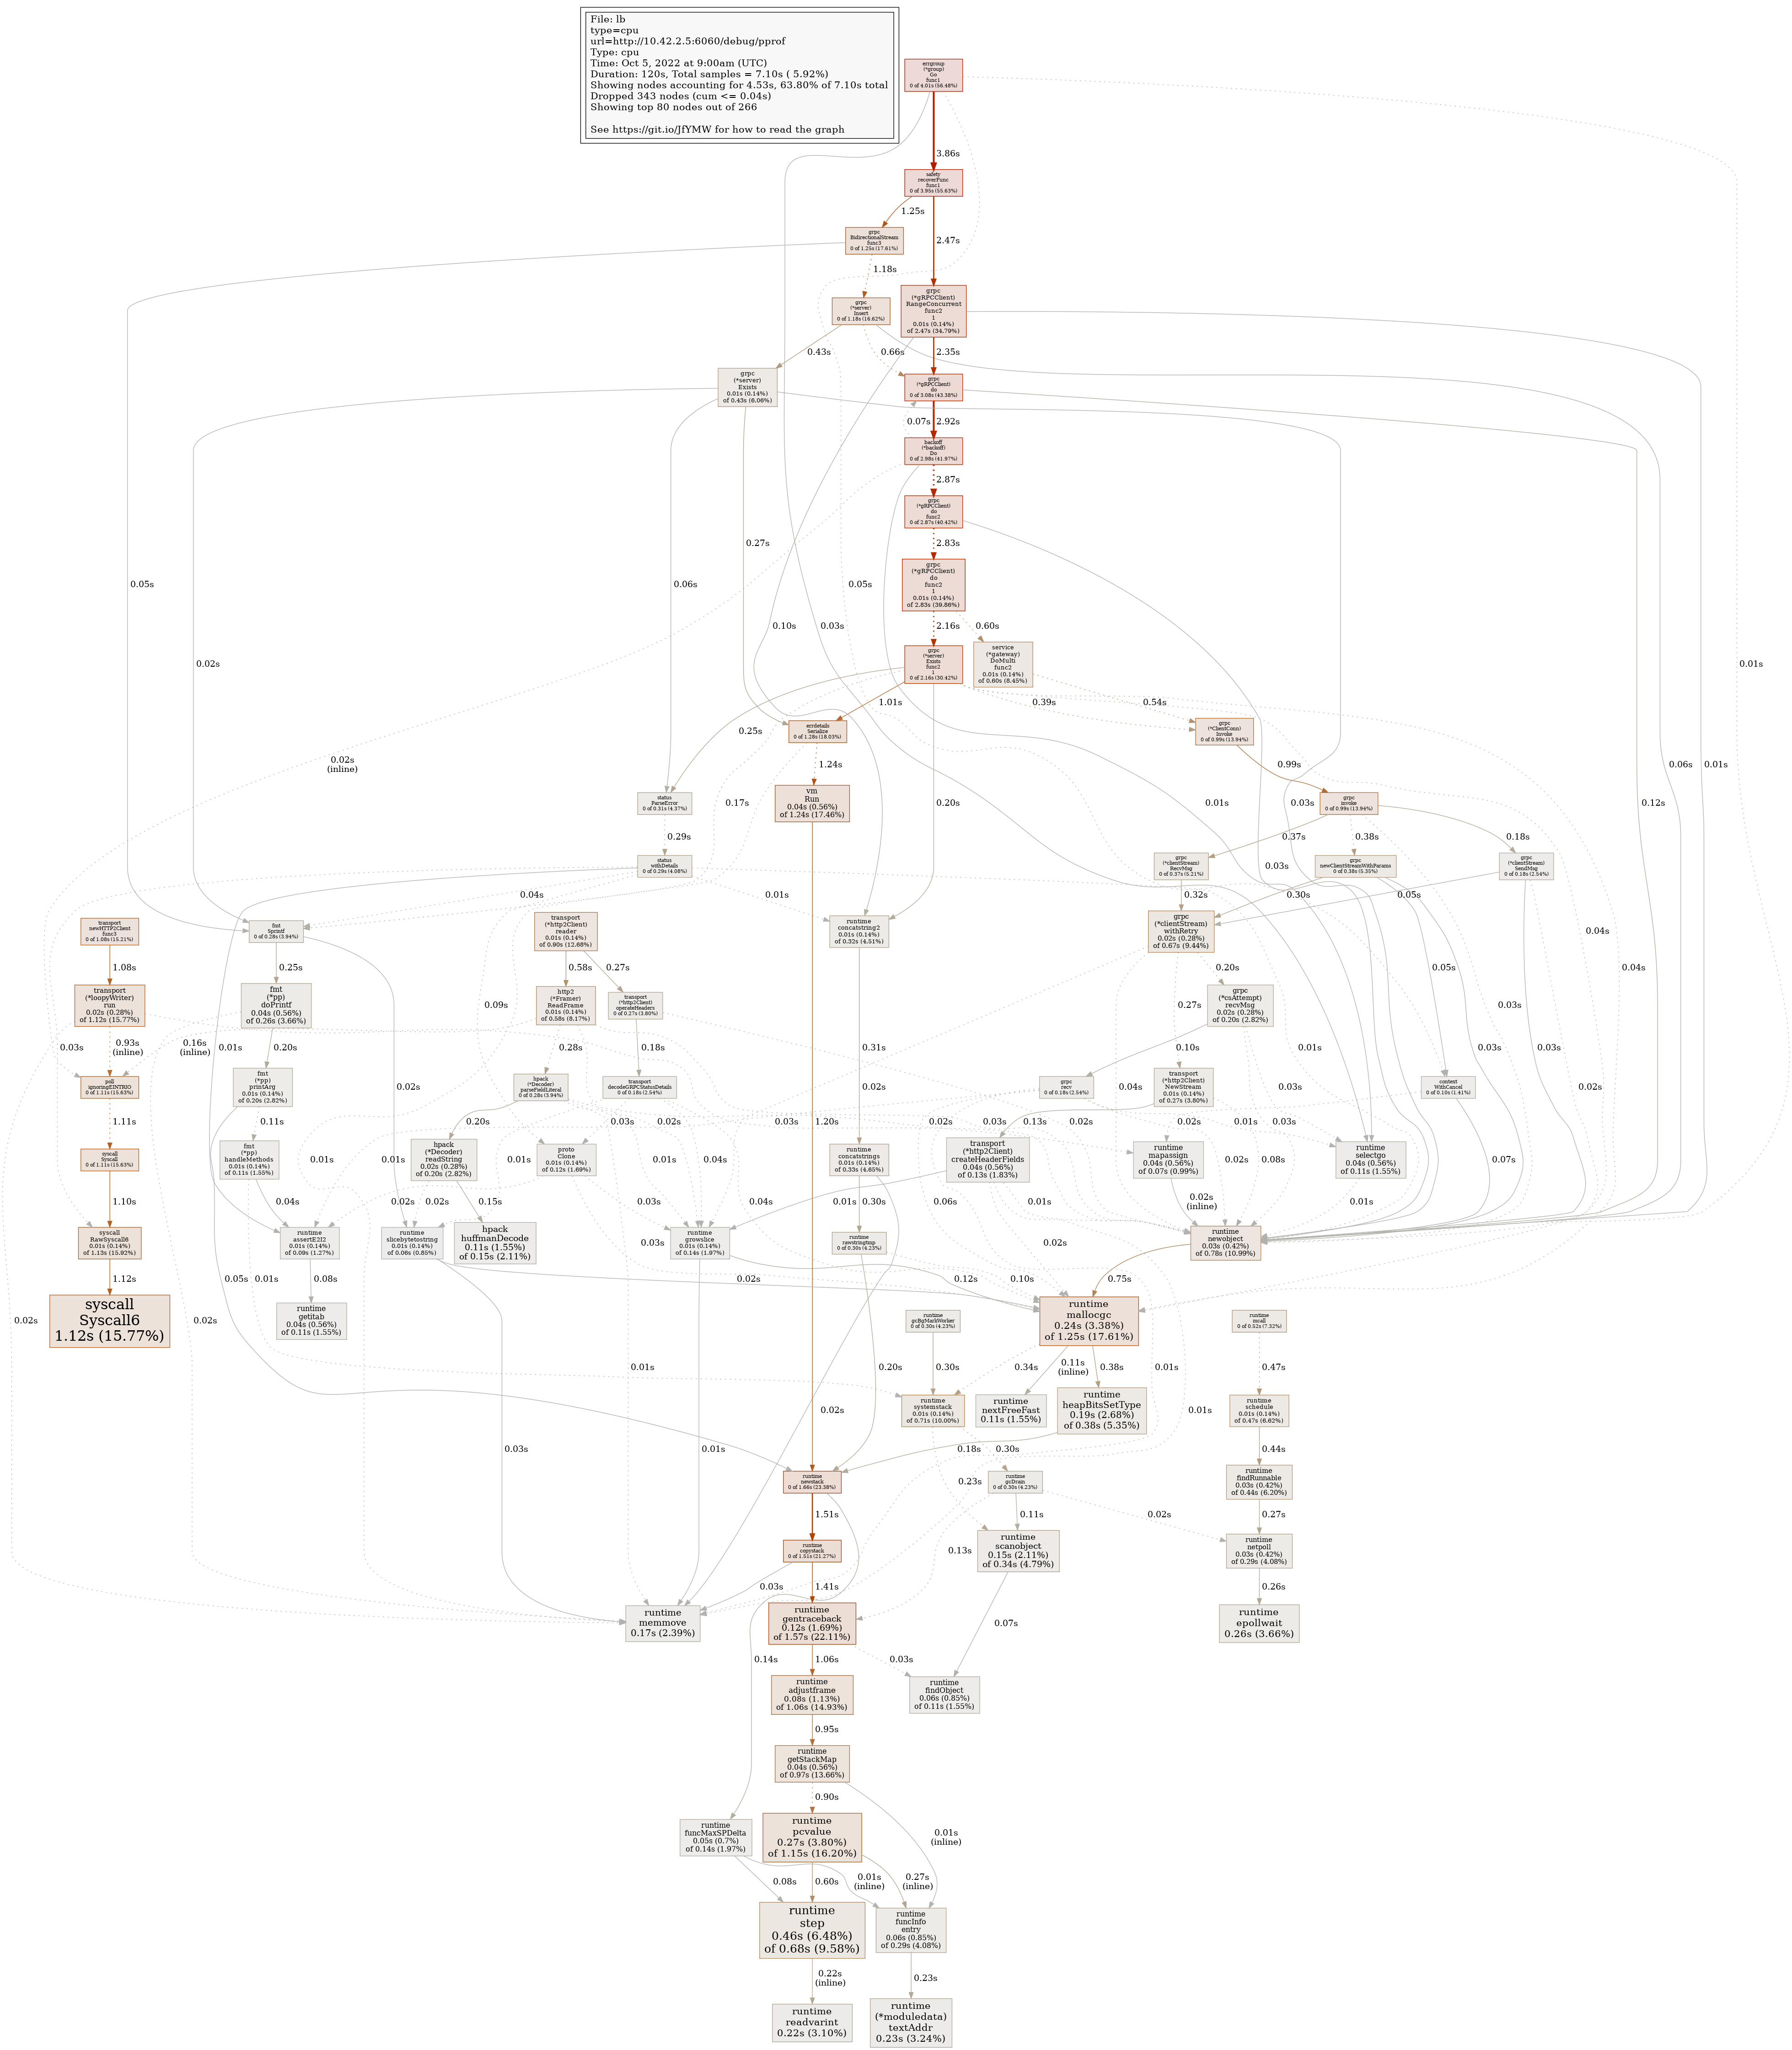 File: lb
type=cpu
url=http://10.42.2.5:6060/debug/pprof
Type: cpu
Time: Oct 5, 2022 at 9:00am (UTC)
Duration: 120s, Total samples = 7.10s ( 5.92%)
Showing nodes accounting for 4.53s, 63.80% of 7.10s total
Dropped 343 nodes (cum <= 0.04s)
Showing top 80 nodes out of 266
See https://git.io/JfYMW for how to read the graph
errgroup
(*group)
Go
func1
0 of 4.01s (56.48%)
3.86s
safety
recoverFunc
func1
0 of 3.95s (55.63%)
1.25s
2.47s
grpc
BidirectionalStream
func3
0 of 1.25s (17.61%)
1.18s
grpc
(*gRPCClient)
RangeConcurrent
func2
1
0.01s (0.14%)
of 2.47s (34.79%)
grpc
(*server)
Insert
0 of 1.18s (16.62%)
0.43s
0.66s
2.35s
grpc
(*server)
Exists
0.01s (0.14%)
of 0.43s (6.06%)
grpc
(*gRPCClient)
do
0 of 3.08s (43.38%)
0.07s
2.92s
backoff
(*backoff)
Do
0 of 2.98s (41.97%)
2.87s
grpc
(*gRPCClient)
do
func2
0 of 2.87s (40.42%)
2.83s
0.27s
0.05s
0.06s
0.05s
grpc
(*gRPCClient)
do
func2
1
0.01s (0.14%)
of 2.83s (39.86%)
0.10s
0.03s
2.16s
0.60s
0.02s
grpc
(*server)
Exists
func2
1
0 of 2.16s (30.42%)
service
(*gateway)
DoMulti
func2
0.01s (0.14%)
of 0.60s (8.45%)
0.01s
1.01s
0.39s
0.54s
0.25s
errdetails
Serialize
0 of 1.28s (18.03%)
grpc
(*ClientConn)
Invoke
0 of 0.99s (13.94%)
0.02s
(inline)
1.24s
0.99s
0.06s
0.01s
status
ParseError
0 of 0.31s (4.37%)
0.17s
vm
Run
0.04s (0.56%)
of 1.24s (17.46%)
0.20s
0.01s
0.03s
grpc
invoke
0 of 0.99s (13.94%)
0.12s
0.29s
0.37s
0.38s
0.18s
0.03s
status
withDetails
0 of 0.29s (4.08%)
grpc
(*clientStream)
RecvMsg
0 of 0.37s (5.21%)
grpc
newClientStreamWithParams
0 of 0.38s (5.35%)
grpc
(*clientStream)
SendMsg
0 of 0.18s (2.54%)
0.04s
0.01s
0.32s
0.30s
0.05s
transport
newHTTP2Client
func3
0 of 1.08s (15.21%)
fmt
Sprintf
0 of 0.28s (3.94%)
transport
(*http2Client)
reader
0.01s (0.14%)
of 0.90s (12.68%)
runtime
concatstring2
0.01s (0.14%)
of 0.32s (4.51%)
grpc
(*clientStream)
withRetry
0.02s (0.28%)
of 0.67s (9.44%)
0.04s
1.08s
0.25s
0.58s
0.27s
0.20s
0.05s
transport
(*loopyWriter)
run
0.02s (0.28%)
of 1.12s (15.77%)
fmt
(*pp)
doPrintf
0.04s (0.56%)
of 0.26s (3.66%)
0.09s
http2
(*Framer)
ReadFrame
0.01s (0.14%)
of 0.58s (8.17%)
transport
(*http2Client)
operateHeaders
0 of 0.27s (3.80%)
0.27s
grpc
(*csAttempt)
recvMsg
0.02s (0.28%)
of 0.20s (2.82%)
0.03s
0.04s
0.03s
0.93s
(inline)
0.16s
(inline)
0.20s
0.01s
0.28s
0.18s
0.31s
0.10s
0.01s
0.03s
0.03s
poll
ignoringEINTRIO
0 of 1.11s (15.63%)
fmt
(*pp)
printArg
0.01s (0.14%)
of 0.20s (2.82%)
0.02s
hpack
(*Decoder)
parseFieldLiteral
0 of 0.28s (3.94%)
transport
decodeGRPCStatusDetails
0 of 0.18s (2.54%)
0.02s
grpc
recv
0 of 0.18s (2.54%)
0.04s
transport
(*http2Client)
NewStream
0.01s (0.14%)
of 0.27s (3.80%)
0.03s
context
WithCancel
0 of 0.10s (1.41%)
0.02s
1.11s
0.11s
0.20s
0.03s
0.02s
0.03s
0.03s
0.02s
0.13s
0.02s
0.02s
0.01s
0.03s
1.20s
syscall
Syscall
0 of 1.11s (15.63%)
fmt
(*pp)
handleMethods
0.01s (0.14%)
of 0.11s (1.55%)
hpack
(*Decoder)
readString
0.02s (0.28%)
of 0.20s (2.82%)
proto
Clone
0.01s (0.14%)
of 0.12s (1.69%)
runtime
concatstrings
0.01s (0.14%)
of 0.33s (4.65%)
transport
(*http2Client)
createHeaderFields
0.04s (0.56%)
of 0.13s (1.83%)
runtime
mapassign
0.04s (0.56%)
of 0.07s (0.99%)
runtime
selectgo
0.04s (0.56%)
of 0.11s (1.55%)
0.01s
0.01s
0.01s
0.01s
0.04s
0.02s
0.08s
0.07s
1.10s
0.04s
0.02s
0.02s
0.15s
0.03s
0.04s
0.30s
0.06s
0.01s
0.01s
0.02s
(inline)
0.01s
syscall
RawSyscall6
0.01s (0.14%)
of 1.13s (15.92%)
runtime
assertE2I2
0.01s (0.14%)
of 0.09s (1.27%)
runtime
slicebytetostring
0.01s (0.14%)
of 0.06s (0.85%)
hpack
huffmanDecode
0.11s (1.55%)
of 0.15s (2.11%)
runtime
growslice
0.01s (0.14%)
of 0.14s (1.97%)
runtime
rawstringtmp
0 of 0.30s (4.23%)
runtime
newobject
0.03s (0.42%)
of 0.78s (10.99%)
1.12s
0.05s
0.01s
0.08s
0.03s
0.02s
0.12s
0.10s
0.02s
0.75s
syscall
Syscall6
1.12s (15.77%)
runtime
getitab
0.04s (0.56%)
of 0.11s (1.55%)
runtime
gcBgMarkWorker
0 of 0.30s (4.23%)
runtime
mallocgc
0.24s (3.38%)
of 1.25s (17.61%)
runtime
mcall
0 of 0.52s (7.32%)
0.02s
0.02s
0.01s
0.20s
0.30s
0.34s
0.11s
(inline)
0.38s
0.01s
0.01s
0.47s
runtime
systemstack
0.01s (0.14%)
of 0.71s (10.00%)
runtime
nextFreeFast
0.11s (1.55%)
runtime
heapBitsSetType
0.19s (2.68%)
of 0.38s (5.35%)
runtime
schedule
0.01s (0.14%)
of 0.47s (6.62%)
0.03s
0.01s
0.02s
0.18s
0.30s
0.23s
0.44s
runtime
newstack
0 of 1.66s (23.38%)
runtime
gcDrain
0 of 0.30s (4.23%)
runtime
findRunnable
0.03s (0.42%)
of 0.44s (6.20%)
1.51s
0.13s
0.11s
0.02s
0.27s
runtime
copystack
0 of 1.51s (21.27%)
runtime
scanobject
0.15s (2.11%)
of 0.34s (4.79%)
runtime
netpoll
0.03s (0.42%)
of 0.29s (4.08%)
0.03s
1.41s
0.07s
0.26s
runtime
memmove
0.17s (2.39%)
runtime
gentraceback
0.12s (1.69%)
of 1.57s (22.11%)
runtime
epollwait
0.26s (3.66%)
0.14s
1.06s
0.03s
runtime
adjustframe
0.08s (1.13%)
of 1.06s (14.93%)
runtime
findObject
0.06s (0.85%)
of 0.11s (1.55%)
0.95s
runtime
getStackMap
0.04s (0.56%)
of 0.97s (13.66%)
0.90s
0.01s
(inline)
runtime
funcMaxSPDelta
0.05s (0.7%)
of 0.14s (1.97%)
runtime
pcvalue
0.27s (3.80%)
of 1.15s (16.20%)
0.08s
0.60s
0.01s
(inline)
0.27s
(inline)
runtime
step
0.46s (6.48%)
of 0.68s (9.58%)
runtime
funcInfo
entry
0.06s (0.85%)
of 0.29s (4.08%)
0.22s
(inline)
0.23s
runtime
readvarint
0.22s (3.10%)
runtime
(*moduledata)
textAddr
0.23s (3.24%)